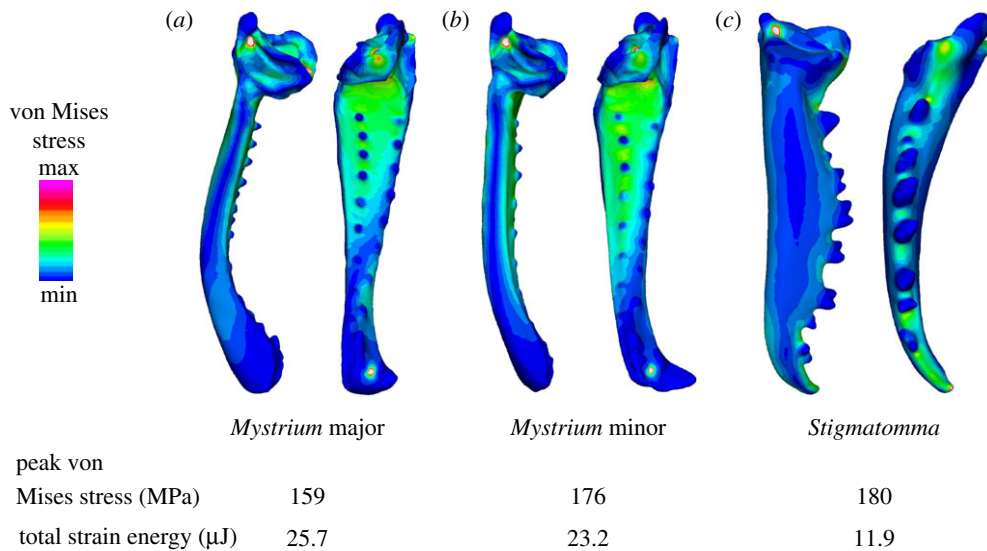 (a) (b) (c)
von Mises
stress
max
min
Mystrium major Mystrium minor Stigmatomma
peak von
Mises stress (MPa) 159 176 180
total strain energy (µJ) 25.7 23.2 11.9